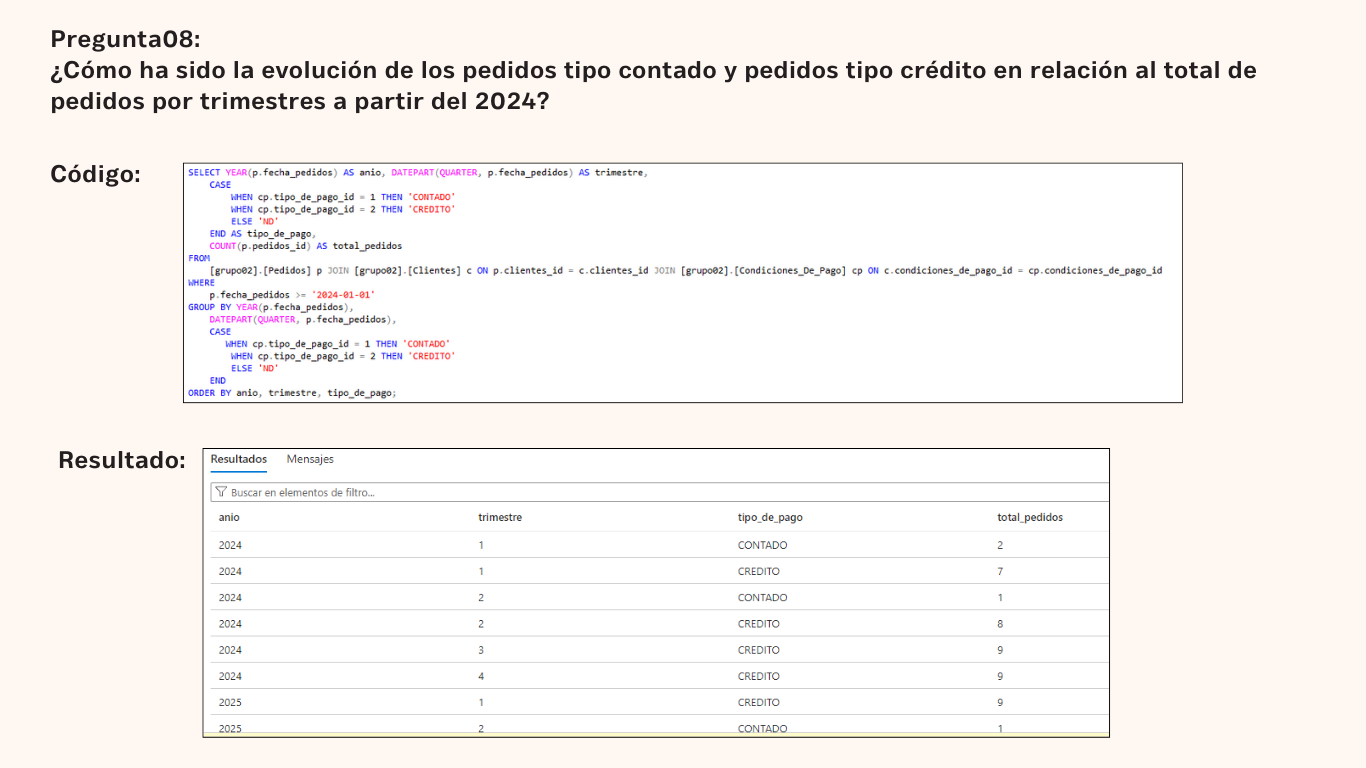 Pregunta08:
¿Cómo ha sido la evolución de los pedidos tipo contado y pedidos tipo crédito en relación al total de
pedidos por trimestres a partir del 2024?
Código:
SELECT YEAR(p.fecha_pedidos) AS anio, DATEPART(QUARTER, p.fecha_pedidos) AS trimestre,
CASE
WHEN cp.tipo_de_pago_id = 1 THEN 'CONTADO'
WHEN cp.tipo_de_pago_id = 2 THEN 'CREDITO'
ELSE 'ND'
END AS tipo_de_pago,
COUNT(p.pedidos_id) AS total_pedidos
FROM
[grupo02].[Pedidos] p JOIN [grupo02].[Clientes] c ON p.clientes_id = c.clientes_id JOIN [grupo02].[Condiciones_De_Pago] cp ON c.condiciones_de_pago_id = cp.condiciones_de_pago_id
WHERE
p.fecha_pedidos >= '2024-01-01'
GROUP BY YEAR(p.fecha_pedidos),
DATEPART(QUARTER, p.fecha_pedidos),
CASE
WHEN cp.tipo_de_pago_id = 1 THEN 'CONTADO'
WHEN cp.tipo_de_pago_id = 2 THEN 'CREDITO'
ELSE 'ND'
END
ORDER BY anio, trimestre, tipo_de_pago;
Resultado:
Resultados Mensajes
Buscar en elementos de filtro...
anio trimestre tipo_de_pago total_pedidos
2024 1 CONTADO 2
2024 1 CREDITO 7
2024 2 CONTADO 1
2024 2 CREDITO 8
2024 3 CREDITO 9
2024 4 CREDITO 9
2025 1 CREDITO 9
2025 2 CONTADO 1